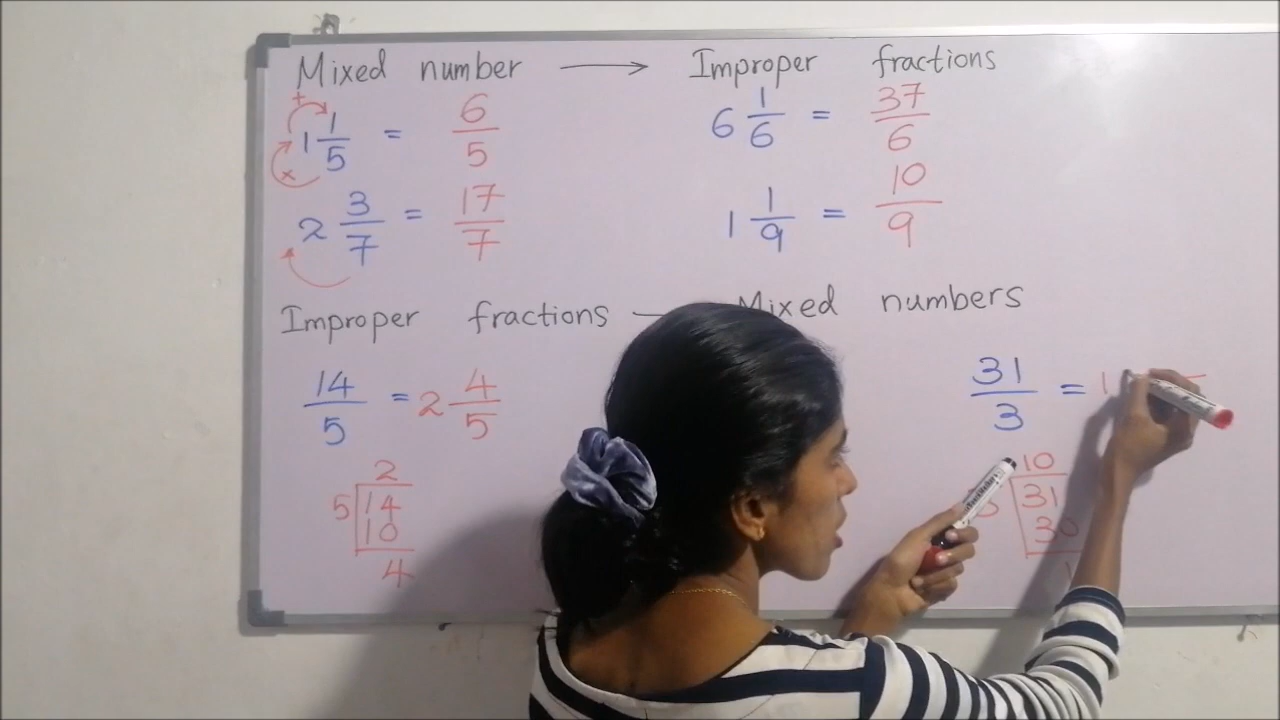 Mixed number → Improper fractions
1 1/5 = 6/5
6 1/6 = 37/6
2 3/7 = 17/7
1 1/9 = 10/9
+
×
Improper fractions Mixed numbers
14/5 = 2 4/5
31/3 = 1
2
5 14
10
4
10
31
30
1